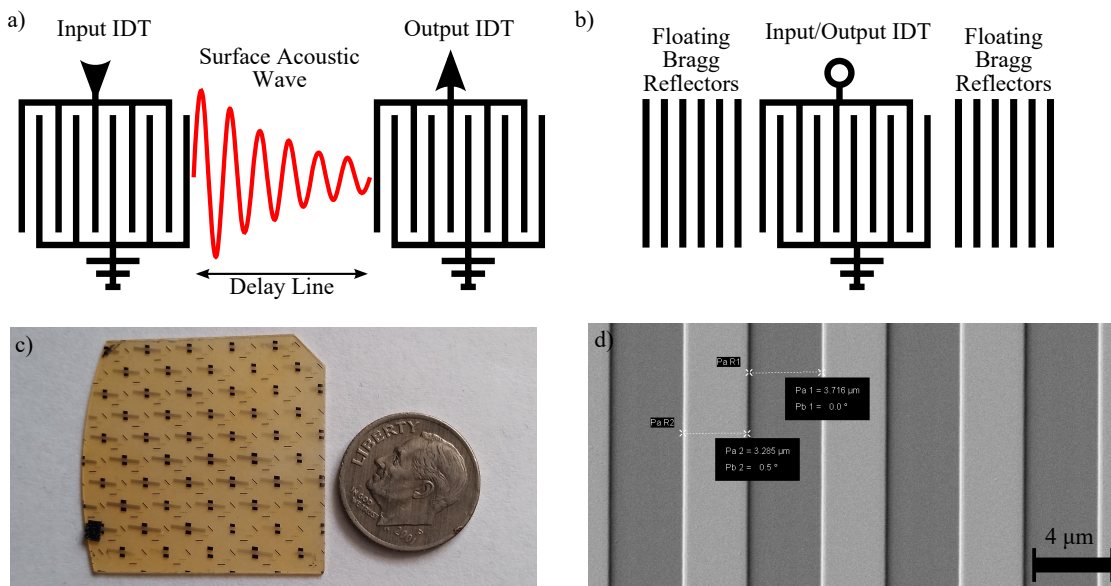 a)
Input IDT
Surface Acoustic
Wave
Output IDT
Delay Line
b)
Floating
Bragg
Reflectors
Input/Output IDT
Floating
Bragg
Reflectors
c)
LIBERTY
d)
Pa R1
Pa 1 = 3.716 µm
Pb 1 = 0.0 °
Pa R2
Pa 2 = 3.285 µm
Pb 2 = 0.5 °
4 µm